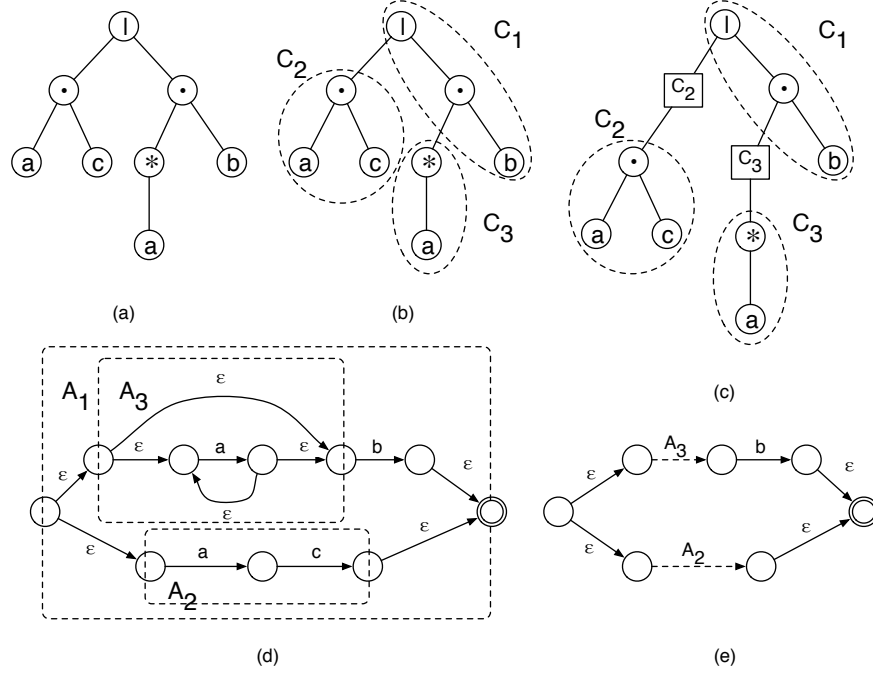 | | |
C2 C1 C1
• • • • C2 •
C2
a c * b a c * b • C3 b
a a C3 a c * C3
a
(a) (b)
(c)
A1 A3 ε
ε ε a ε b ε
ε
ε a c ε
A2
(d)
ε A3 b ε
ε A2 ε
(e)